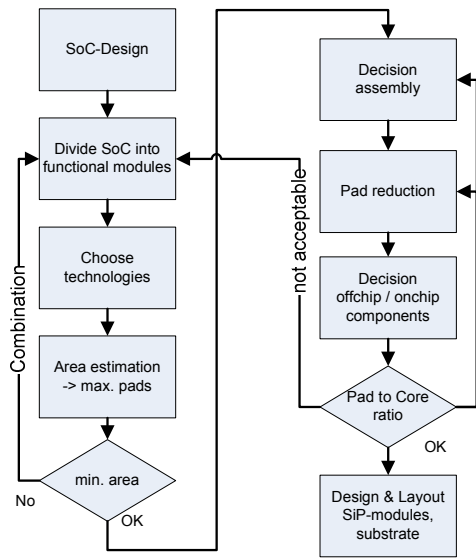 SoC-Design
Divide SoC into
functional modules
Choose
technologies
Area estimation
-> max. pads
min. area
No
OK
Combination
Decision
assembly
Pad reduction
Decision
offchip / onchip
components
Pad to Core
ratio
not acceptable
OK
Design & Layout
SiP-modules,
substrate